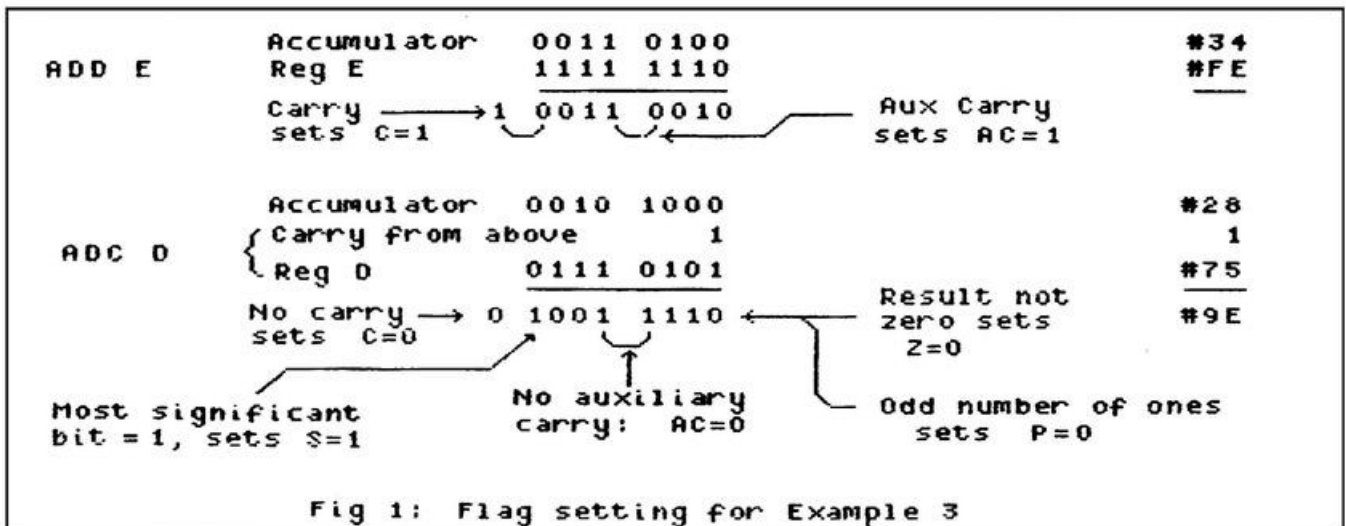 Accumulator 0011 0100 #34
ADD E Reg E 1111 1110 #FE
Carry 1 0011 0010 Aux Carry
sets C=1 sets AC=1
Accumulator 0010 1000 #28
ADC D Carry from above 1 1
Reg D 0111 0101 #75
No carry 0 1001 1110 Result not #9E
sets C=0 zero sets
Z=0
Most significant No auxiliary Odd number of ones
bit = 1, sets S=1 carry: AC=0 sets P=0
Fig 1: Flag setting for Example 3